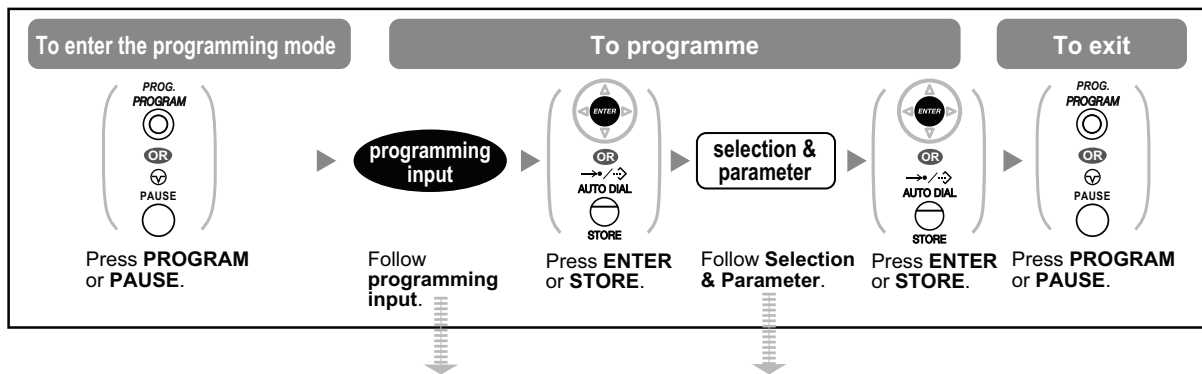 To enter the programming mode
To programme
To exit
PROG.
PROGRAM
OR
PAUSE
Press PROGRAM
or PAUSE.
programming
input
Follow
programming
input.
ENTER
OR
AUTO DIAL
STORE
Press ENTER
or STORE.
selection &
parameter
Follow Selection
& Parameter.
ENTER
OR
AUTO DIAL
STORE
Press ENTER
or STORE.
PROG.
PROGRAM
OR
PAUSE
Press PROGRAM
or PAUSE.